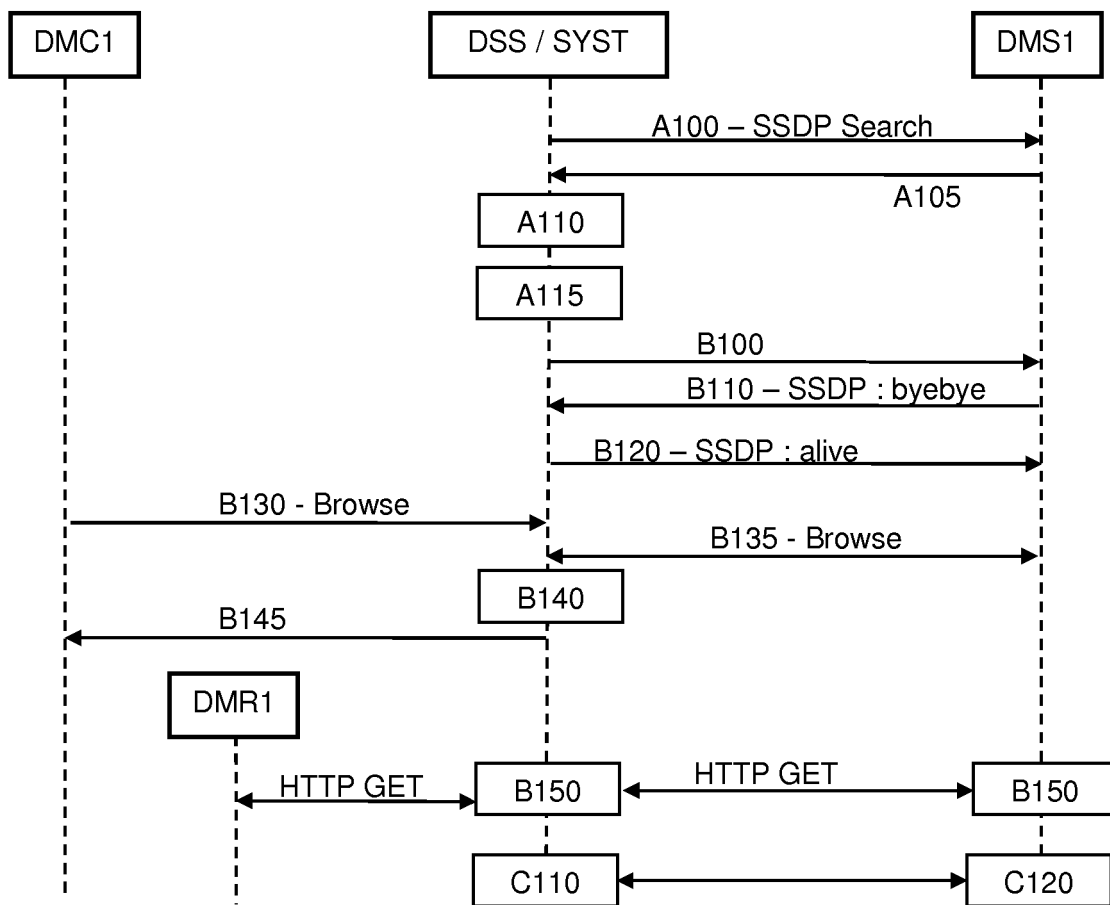 DMC1
DSS / SYST
DMS1
A100 – SSDP Search
A105
A110
A115
B100
B110 – SSDP : byebye
B120 – SSDP : alive
B130 - Browse
B135 - Browse
B140
B145
DMR1
HTTP GET
B150
HTTP GET
B150
C110
C120